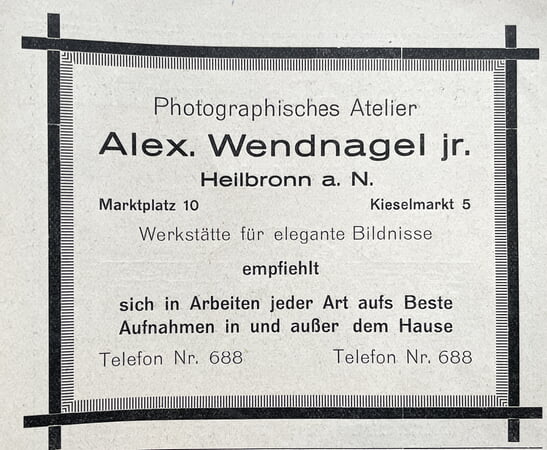 Photographisches Atelier
Alex. Wendnagel jr.
Heilbronn a. N.
Marktplatz 10 Kieselmarkt 5
Werkstätte für elegante Bildnisse
empfiehlt
sich in Arbeiten jeder Art aufs Beste
Aufnahmen in und außer dem Hause
Telefon Nr. 688 Telefon Nr. 688